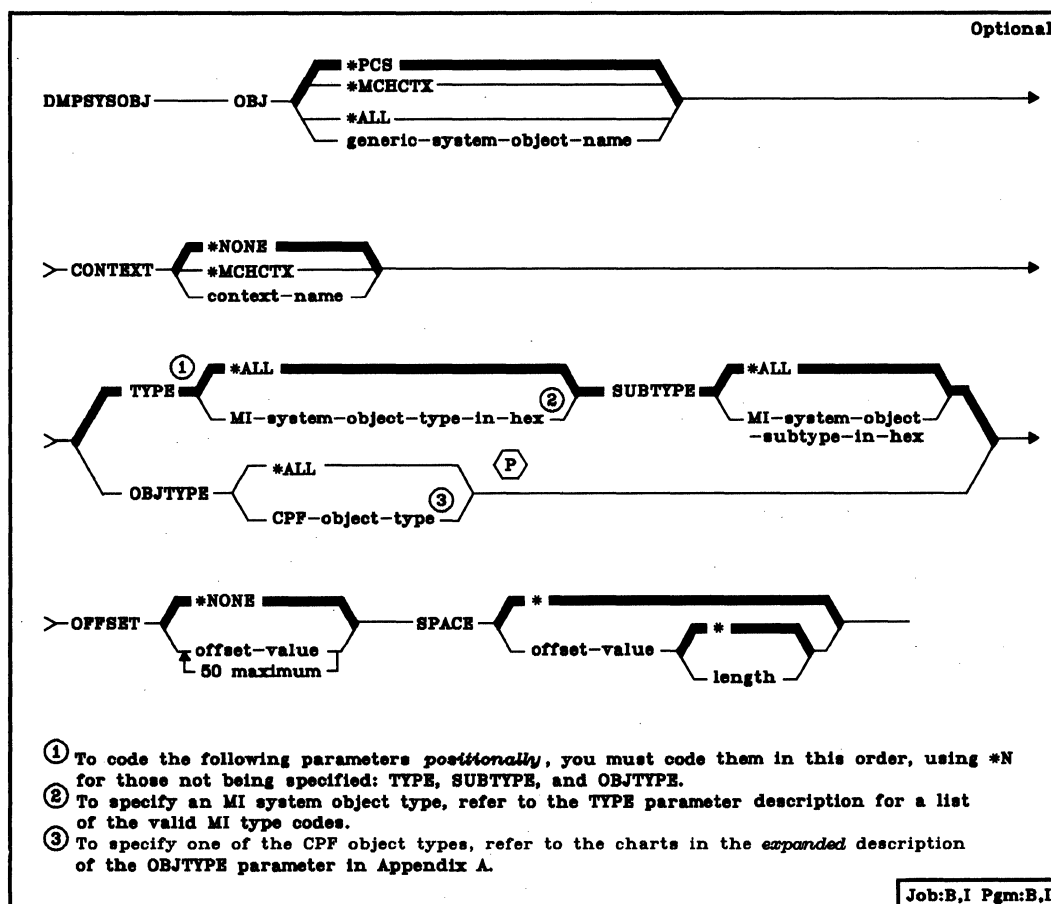 Optional
*PCS
*MCHCTX
DMPSYSOBJ OBJ
*ALL
generic-system-object-name
*NONE
CONTEXT *MCHCTX
context-name
① *ALL *ALL
TYPE ② SUBTYPE
MI-system-object-type-in-hex MI-system-object
-subtype-in-hex
*ALL P
OBJTYPE ③
CPF-object-type
*NONE *
OFFSET SPACE *
offset-value offset-value
50 maximum length
① To code the following parameters positionally, you must code them in this order, using *N
for those not being specified: TYPE, SUBTYPE, and OBJTYPE.
② To specify an MI system object type, refer to the TYPE parameter description for a list
of the valid MI type codes.
③ To specify one of the CPF object types, refer to the charts in the expanded description
of the OBJTYPE parameter in Appendix A.
Job:B,I Pgm:B,I